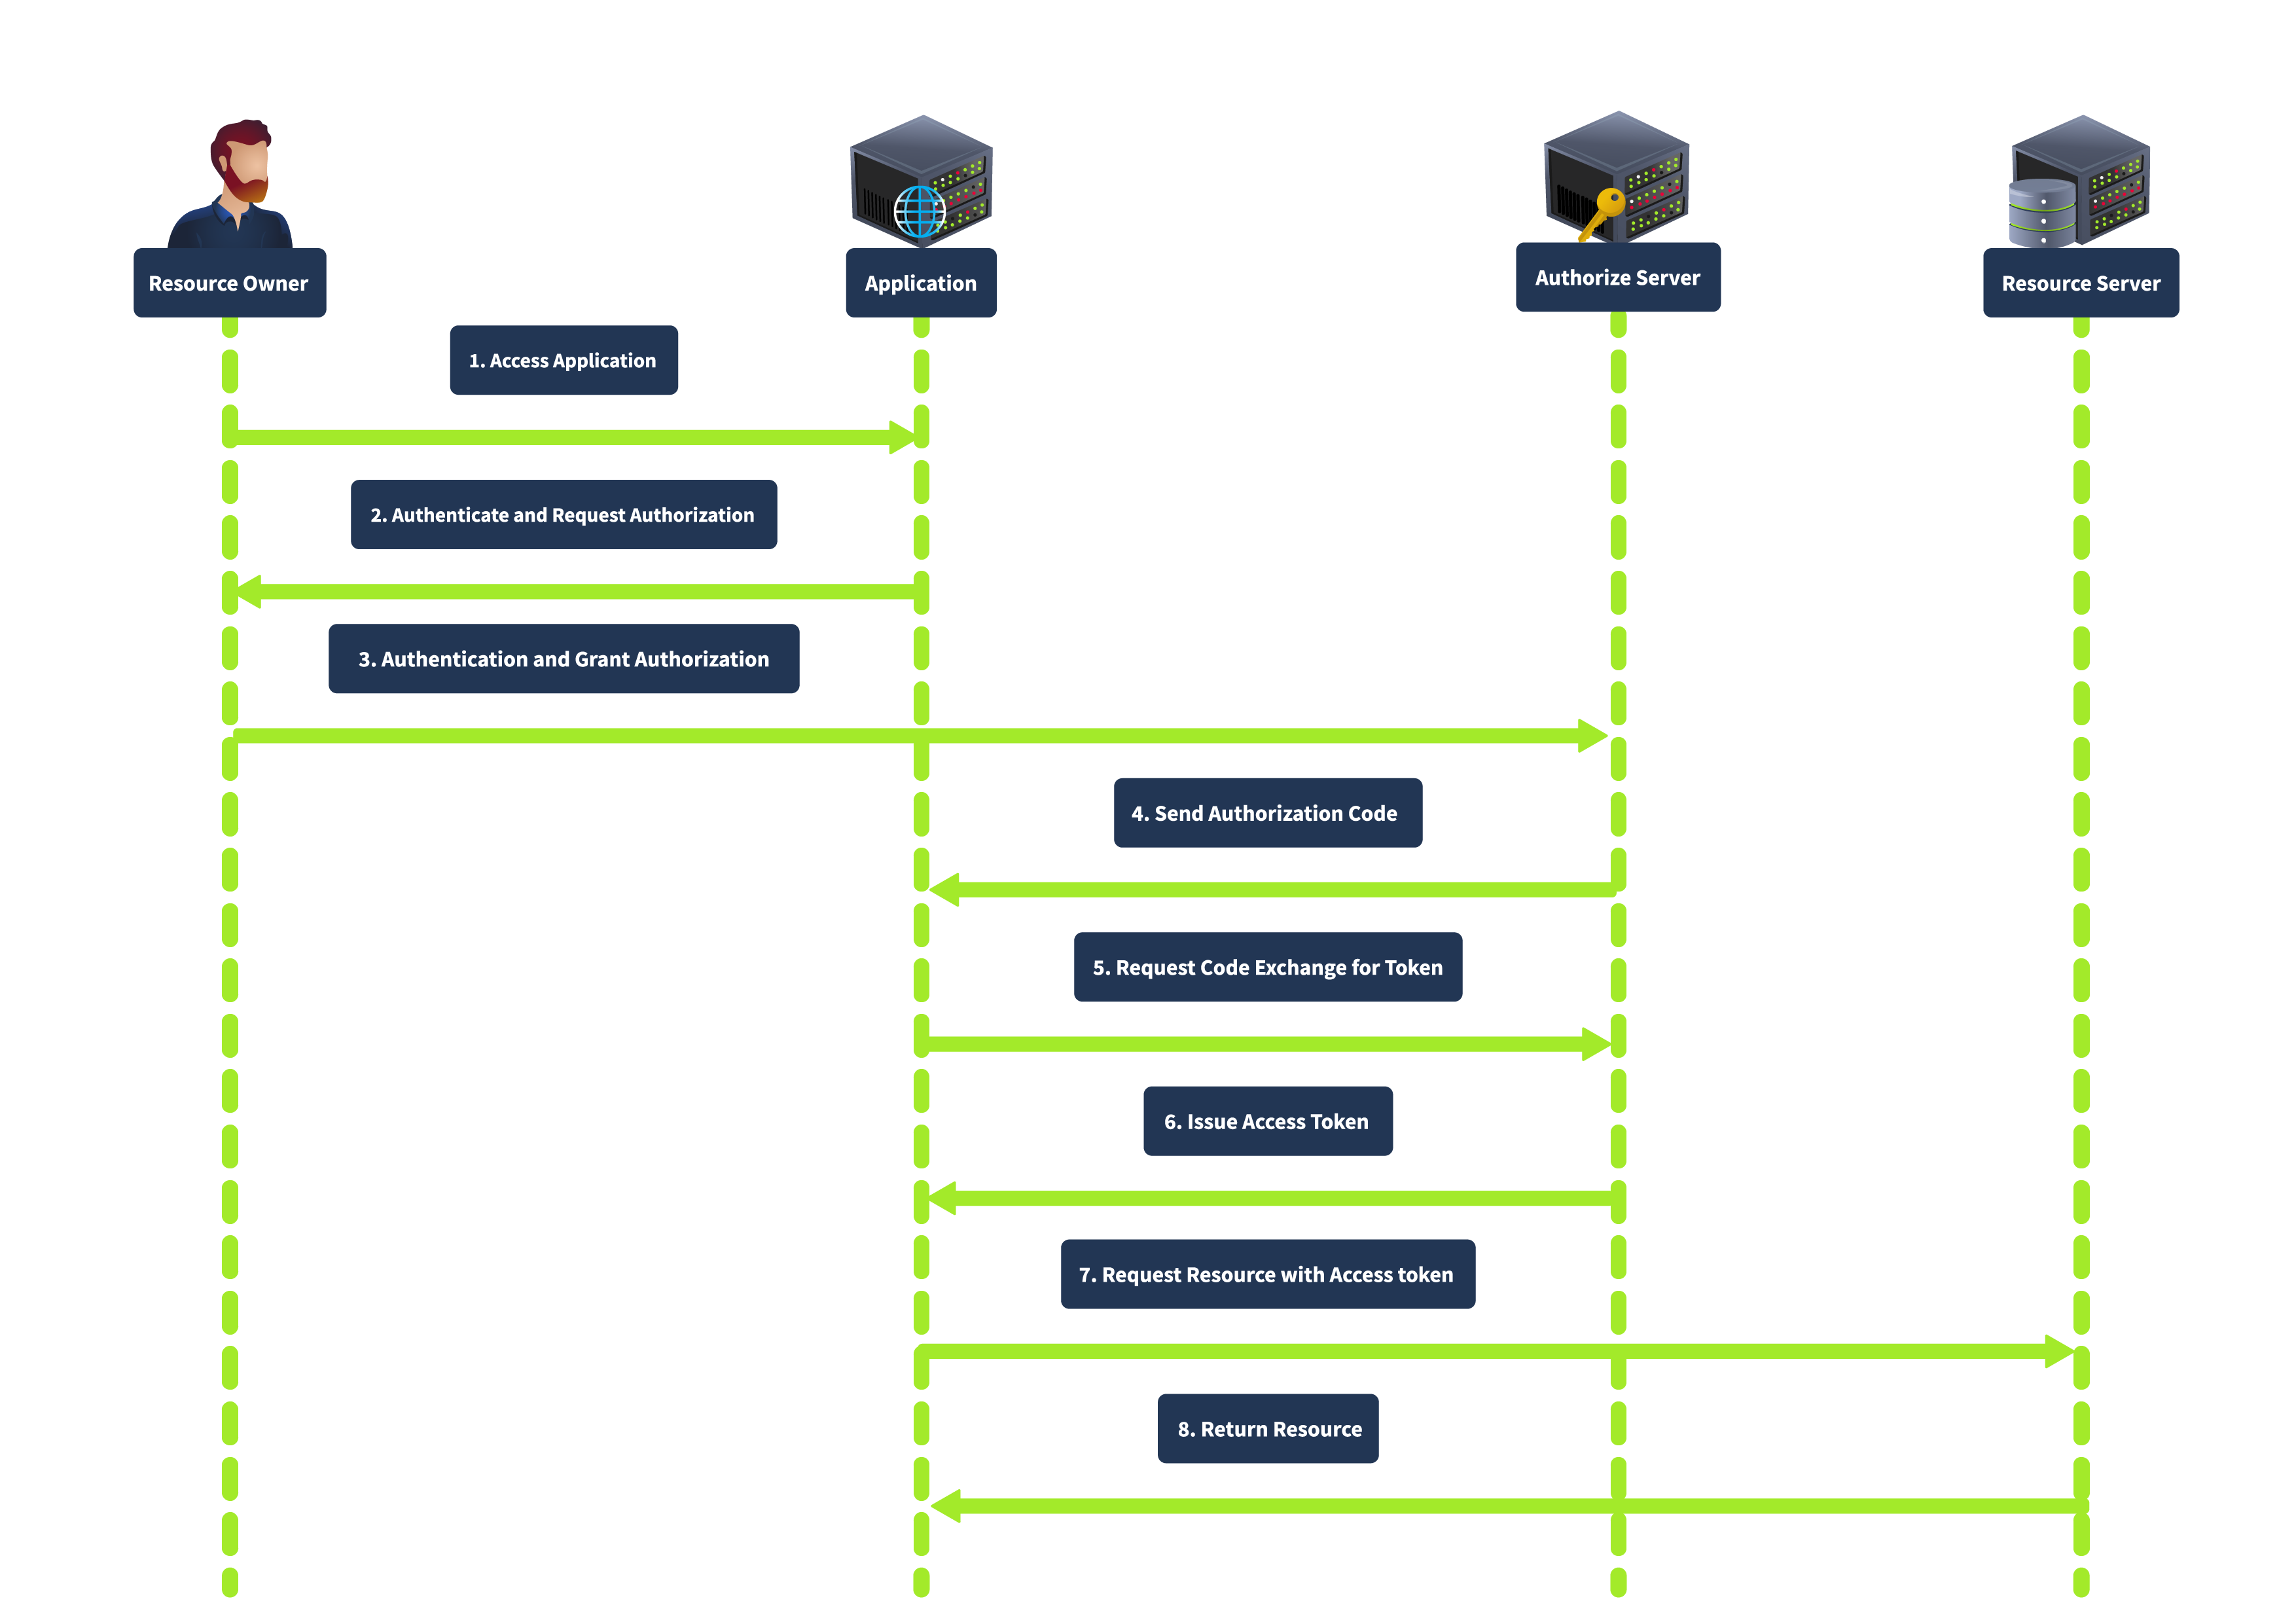 Resource Owner
Application
Authorize Server
Resource Server
1. Access Application
2. Authenticate and Request Authorization
3. Authentication and Grant Authorization
4. Send Authorization Code
5. Request Code Exchange for Token
6. Issue Access Token
7. Request Resource with Access token
8. Return Resource